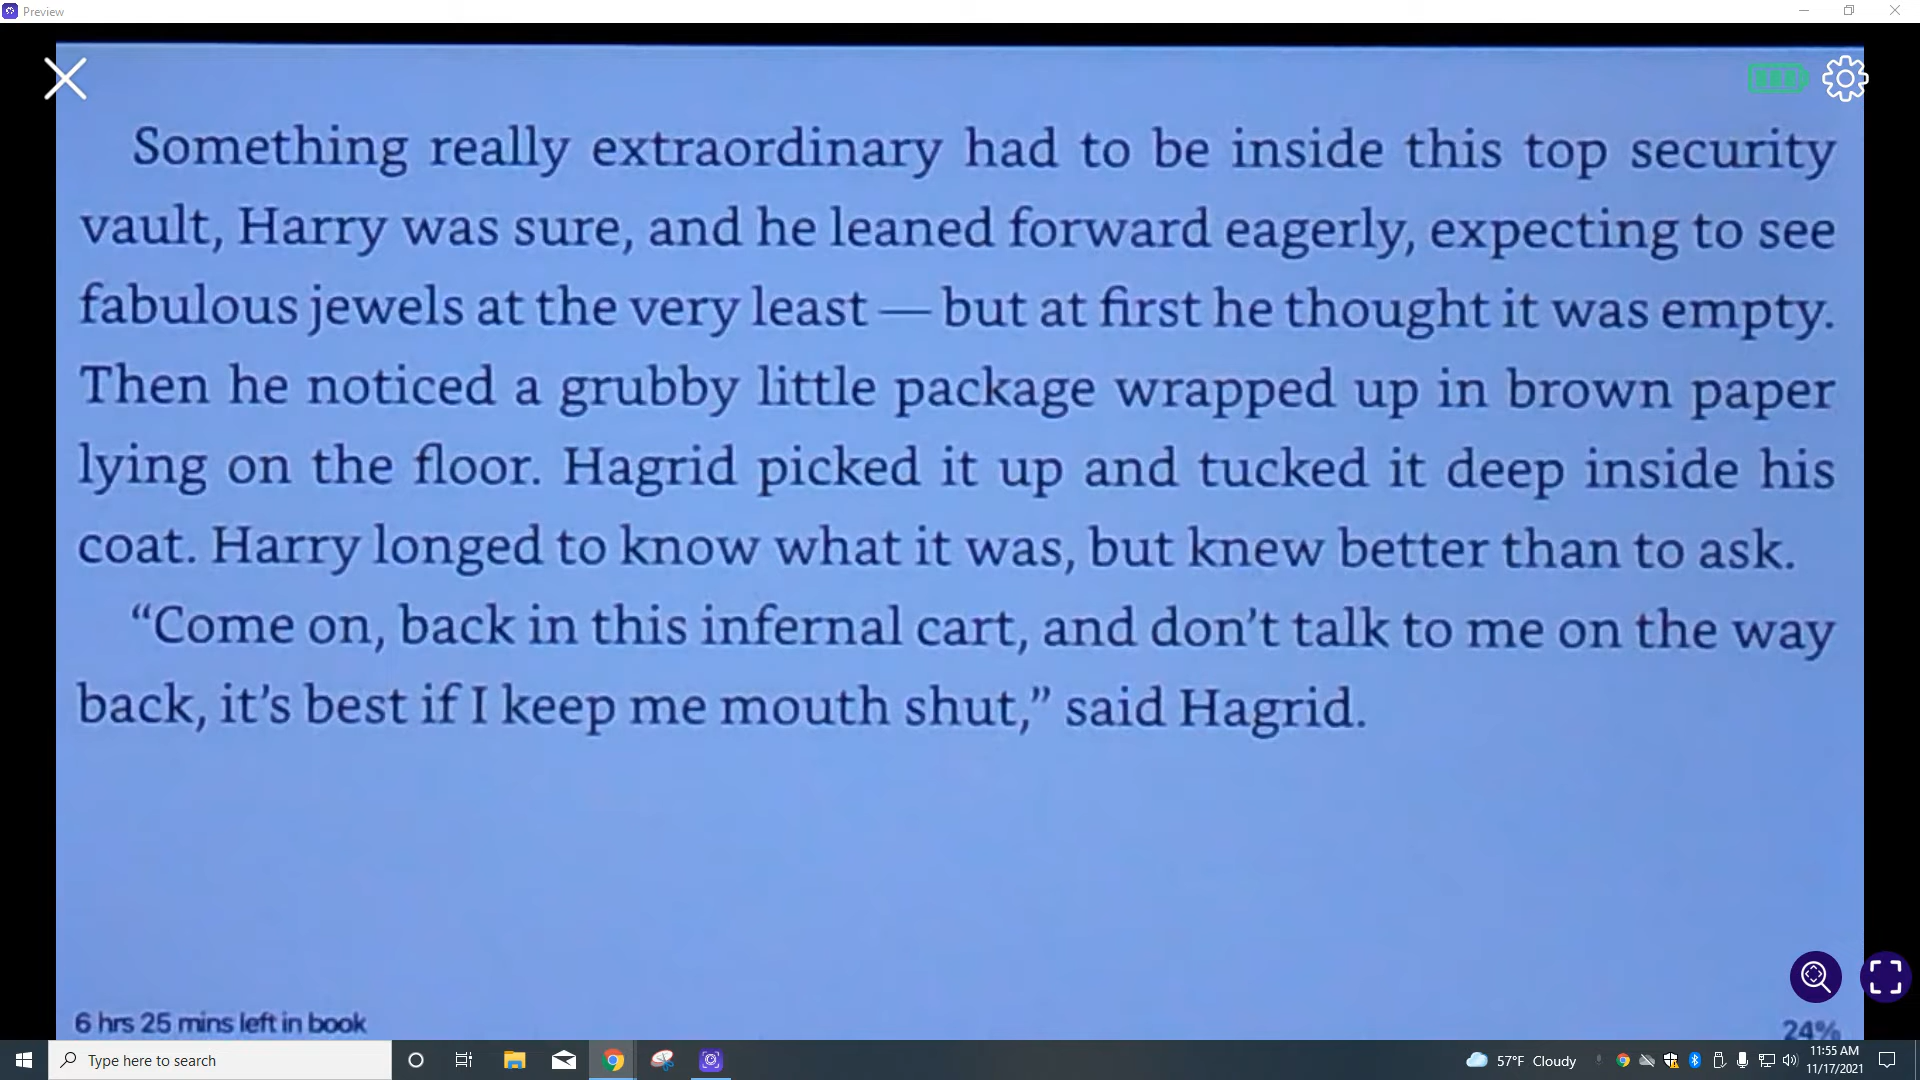 Preview
Something really extraordinary had to be inside this top security
vault, Harry was sure, and he leaned forward eagerly, expecting to see
fabulous jewels at the very least — but at first he thought it was empty.
Then he noticed a grubby little package wrapped up in brown paper
lying on the floor. Hagrid picked it up and tucked it deep inside his
coat. Harry longed to know what it was, but knew better than to ask.
“Come on, back in this infernal cart, and don’t talk to me on the way
back, it’s best if I keep me mouth shut,” said Hagrid.
6 hrs 25 mins left in book
24%
Type here to search
57°F Cloudy
11:55 AM
11/17/2021